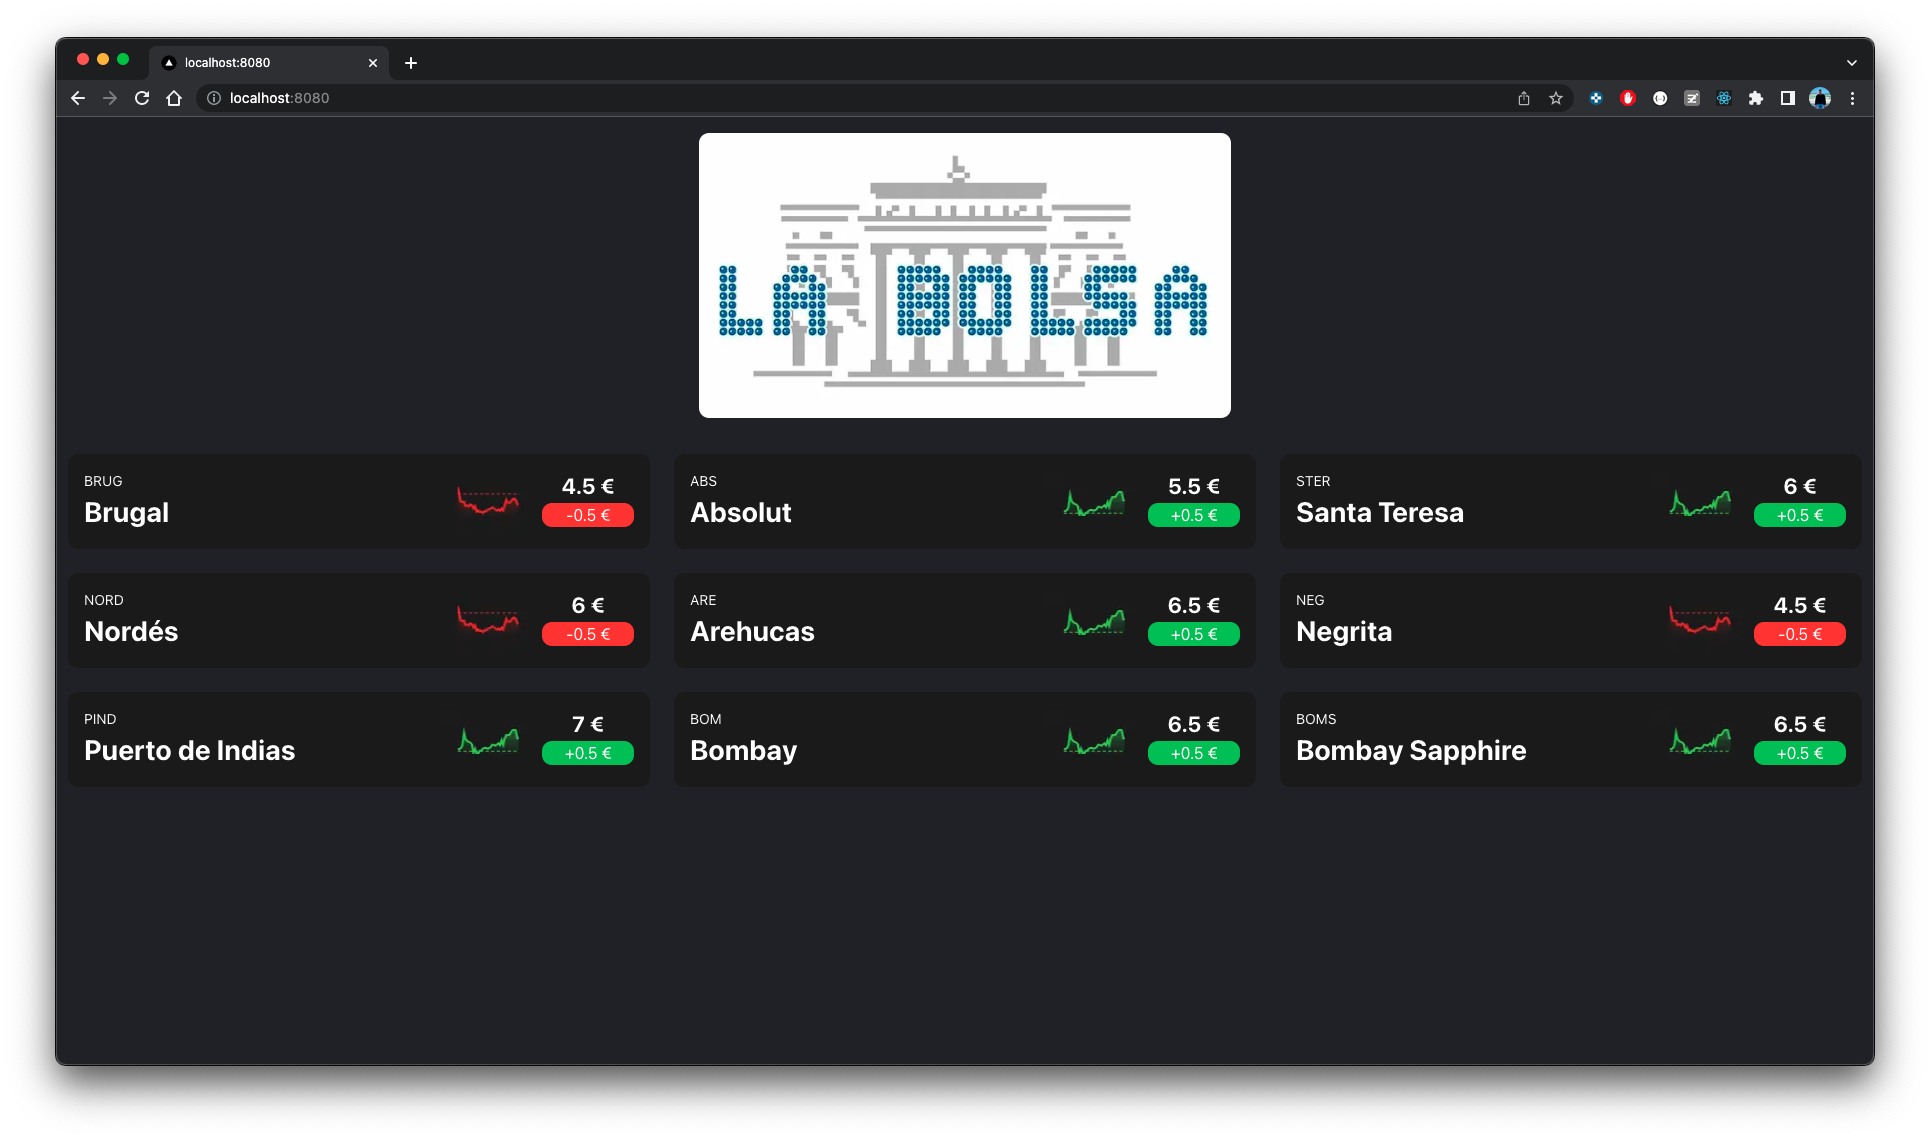 localhost:8080
localhost:8080
LA BOLSA
BRUG
Brugal
4.5 €
-0.5 €
ABS
Absolut
5.5 €
+0.5 €
STER
Santa Teresa
6 €
+0.5 €
NORD
Nordés
6 €
-0.5 €
ARE
Arehucas
6.5 €
+0.5 €
NEG
Negrita
4.5 €
-0.5 €
PIND
Puerto de Indias
7 €
+0.5 €
BOM
Bombay
6.5 €
+0.5 €
BOMS
Bombay Sapphire
6.5 €
+0.5 €